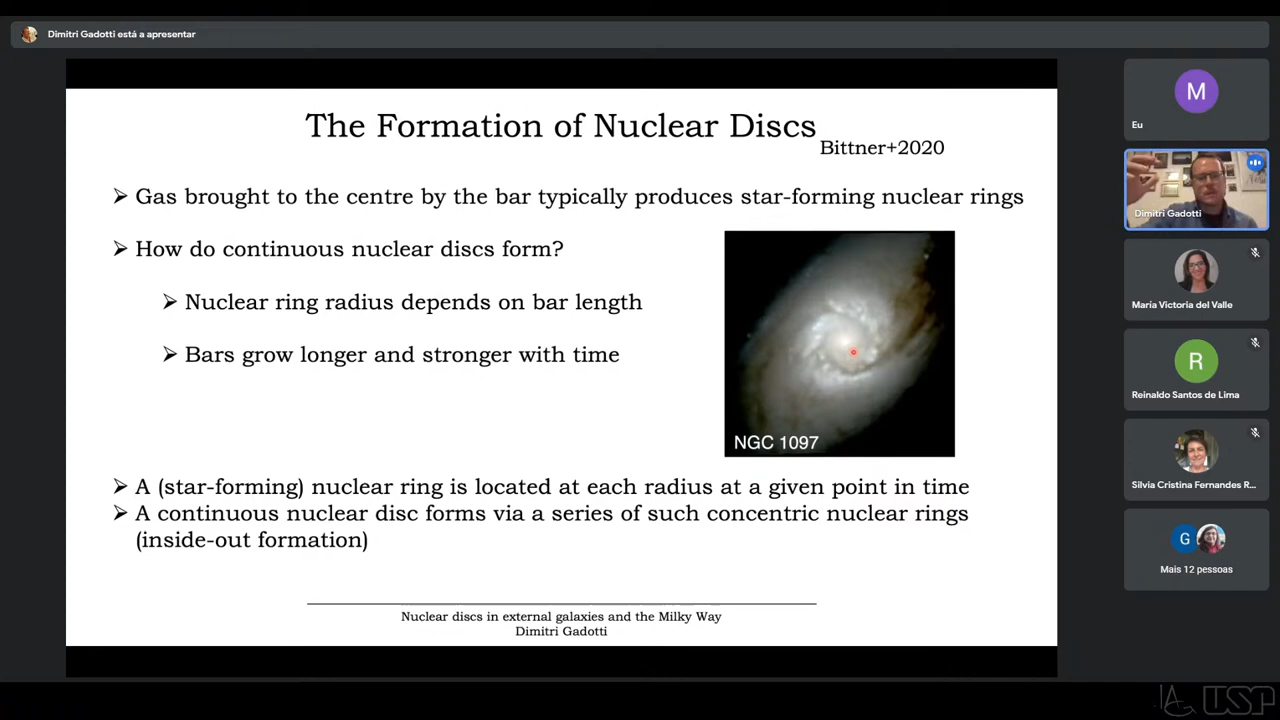 Dimitri Gadotti está a apresentar
The Formation of Nuclear Discs
Bittner+2020
➢ Gas brought to the centre by the bar typically produces star-forming nuclear rings
➢ How do continuous nuclear discs form?
➢ Nuclear ring radius depends on bar length
➢ Bars grow longer and stronger with time
NGC 1097
➢ A (star-forming) nuclear ring is located at each radius at a given point in time
➢ A continuous nuclear disc forms via a series of such concentric nuclear rings
(inside-out formation)
Nuclear discs in external galaxies and the Milky Way
Dimitri Gadotti
M
Eu
Dimitri Gadotti
María Victoria del Valle
R
Reinaldo Santos de Lima
Silvia Cristina Fernandes R...
G
Mais 12 pessoas
USP